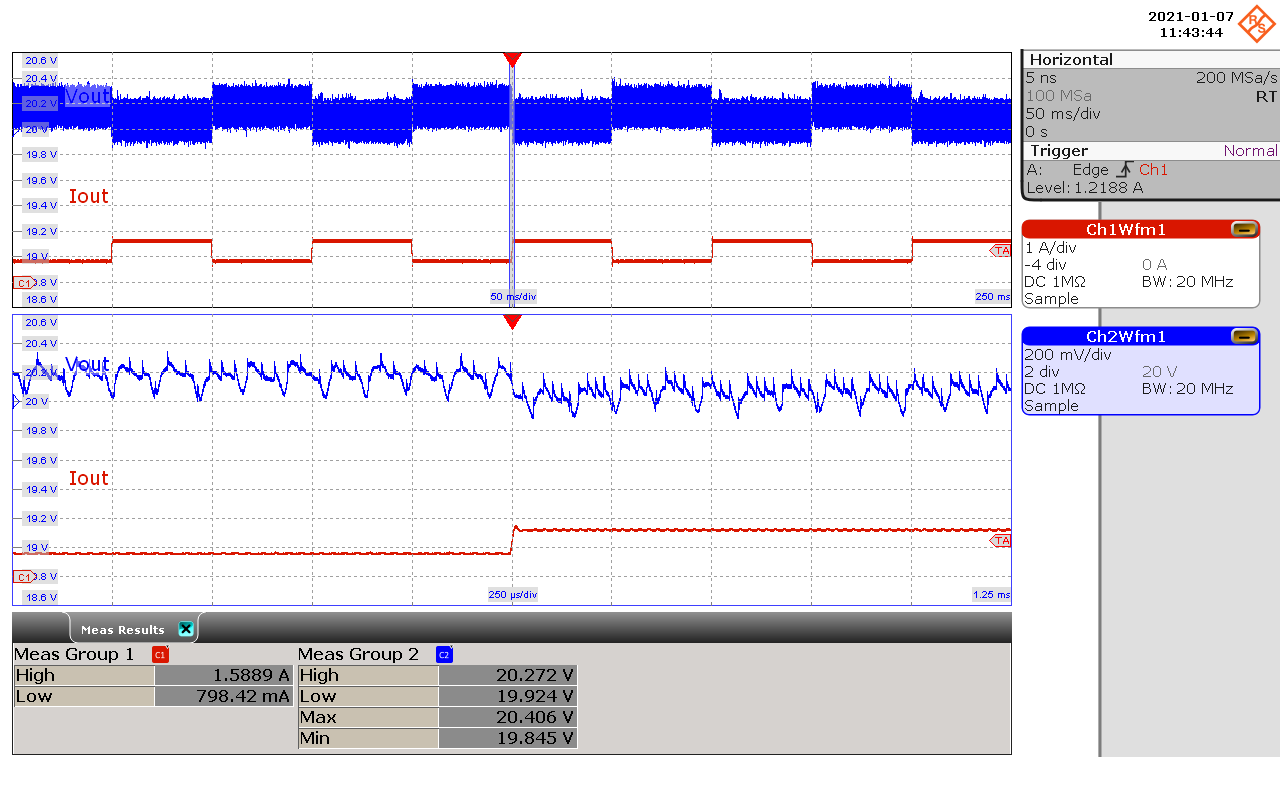 2021-01-07
11:43:44
R&S
20.6 V
20.4 V
Vout
20.2 V
20 V
19.8 V
19.6 V
Iout
19.4 V
19.2 V
19 V
TA
C1
3.8 V
18.6 V
50 ms/div
250 ms
20.6 V
20.4 V
Vout
20.2 V
20 V
19.8 V
19.6 V
Iout
19.4 V
19.2 V
19 V
TA
C1
3.8 V
18.6 V
250 µs/div
1.25 ms
Horizontal
5 ns 200 MSa/s
100 MSa RT
50 ms/div
0 s
Trigger Normal
A: Edge Ch1
Level: 1.2188 A
Ch1Wfm1
1 A/div
-4 div 0 A
DC 1MΩ BW: 20 MHz
Sample
Ch2Wfm1
200 mV/div
2 div 20 V
DC 1MΩ BW: 20 MHz
Sample
Meas Results
Meas Group 1 C1
High 1.5889 A
Low 798.42 mA
Meas Group 2 C2
High 20.272 V
Low 19.924 V
Max 20.406 V
Min 19.845 V